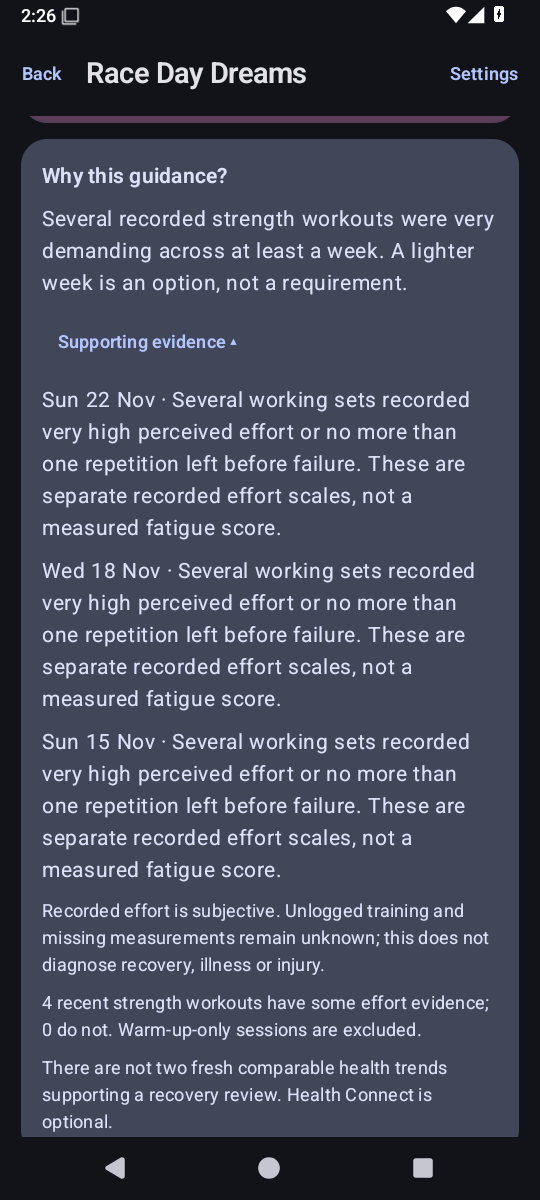 2:26
Back Race Day Dreams Settings
Why this guidance?
Several recorded strength workouts were very
demanding across at least a week. A lighter
week is an option, not a requirement.
Supporting evidence ▴
Sun 22 Nov · Several working sets recorded
very high perceived effort or no more than
one repetition left before failure. These are
separate recorded effort scales, not a
measured fatigue score.
Wed 18 Nov · Several working sets recorded
very high perceived effort or no more than
one repetition left before failure. These are
separate recorded effort scales, not a
measured fatigue score.
Sun 15 Nov · Several working sets recorded
very high perceived effort or no more than
one repetition left before failure. These are
separate recorded effort scales, not a
measured fatigue score.
Recorded effort is subjective. Unlogged training and
missing measurements remain unknown; this does not
diagnose recovery, illness or injury.
4 recent strength workouts have some effort evidence;
0 do not. Warm-up-only sessions are excluded.
There are not two fresh comparable health trends
supporting a recovery review. Health Connect is
optional.